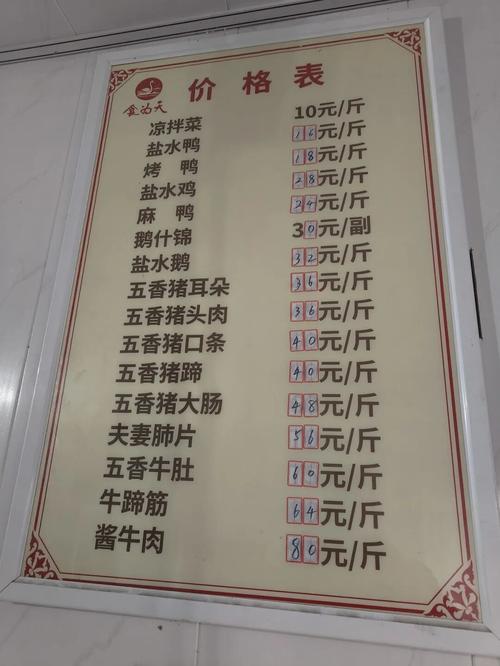 食为天
价格表
凉拌菜 10元/斤
盐水鸭 16元/斤
烤 鸭 18元/斤
盐水鸡 28元/斤
麻 鸭 24元/斤
鹅什锦 30元/副
盐水鹅 32元/斤
五香猪耳朵 36元/斤
五香猪头肉 36元/斤
五香猪口条 40元/斤
五香猪蹄 40元/斤
五香猪大肠 48元/斤
夫妻肺片 56元/斤
五香牛肚 60元/斤
牛蹄筋 64元/斤
酱牛肉 80元/斤